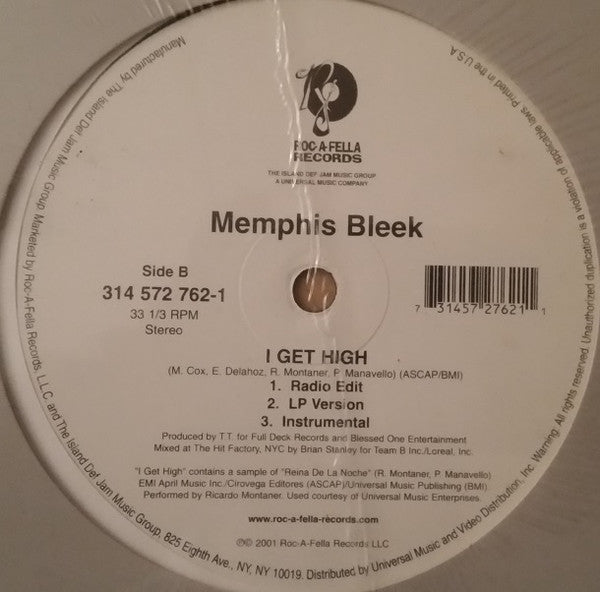 ROC-A-FELLA
RECORDS
THE ISLAND DEF JAM MUSIC GROUP
A UNIVERSAL MUSIC COMPANY
Memphis Bleek
Side B
314 572 762-1
33 1/3 RPM
Stereo
7 31457 27621 1
I GET HIGH
(M. Cox, E. Delahoz, R. Montaner, P. Manavello) (ASCAP/BMI)
1. Radio Edit
2. LP Version
3. Instrumental
Produced by T.T. for Full Deck Records and Blessed One Entertainment
Mixed at The Hit Factory, NYC by Brian Stanley for Team B Inc./Loreal, Inc.
"I Get High" contains a sample of "Reina De La Noche" (R. Montaner, P. Manavello)
EMI April Music Inc./Cirovega Editores (ASCAP)/Universal Music Publishing (BMI)
Performed by Ricardo Montaner. Used courtesy of Universal Music Enterprises.
www.roc-a-fella-records.com
℗© 2001 Roc-A-Fella Records LLC
Manufactured by The Island Def Jam Music Group. Marketed by Roc-A-Fella Records, L.L.C. and The Island Def Jam Music Group, 825 Eighth Ave., NY, NY 10019. Distributed by Universal Music and Video Distribution, Inc. Warning: All rights reserved. Unauthorized duplication is a violation of applicable laws. Printed in the U.S.A.